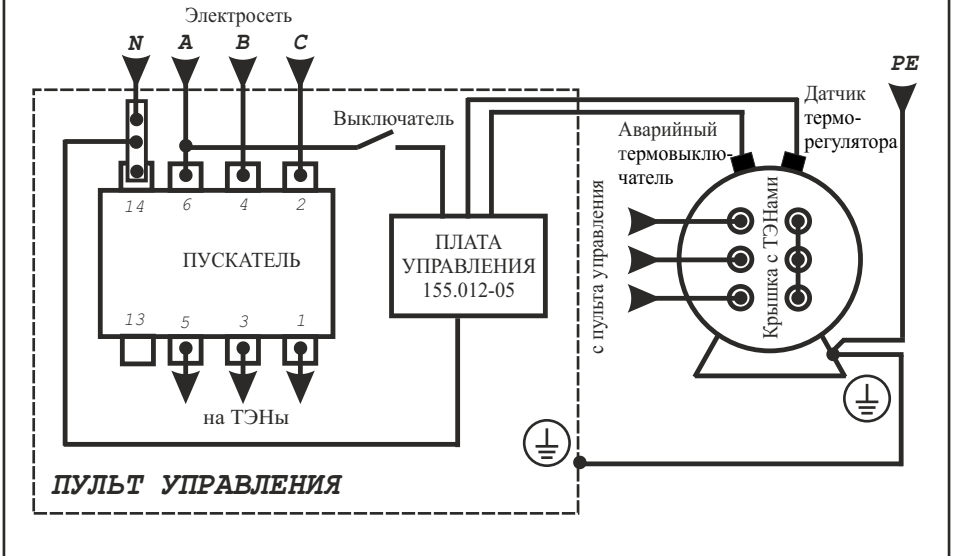 Электросеть
N A B C
PE
Выключатель
Аварийный
термовыклю-
чатель
Датчик
термо-
регулятора
14 6 4 2
ПУСКАТЕЛЬ
13 5 3 1
на ТЭНы
ПЛАТА
УПРАВЛЕНИЯ
155.012-05
с пульта управления
Крышка с ТЭНами
ПУЛЬТ УПРАВЛЕНИЯ